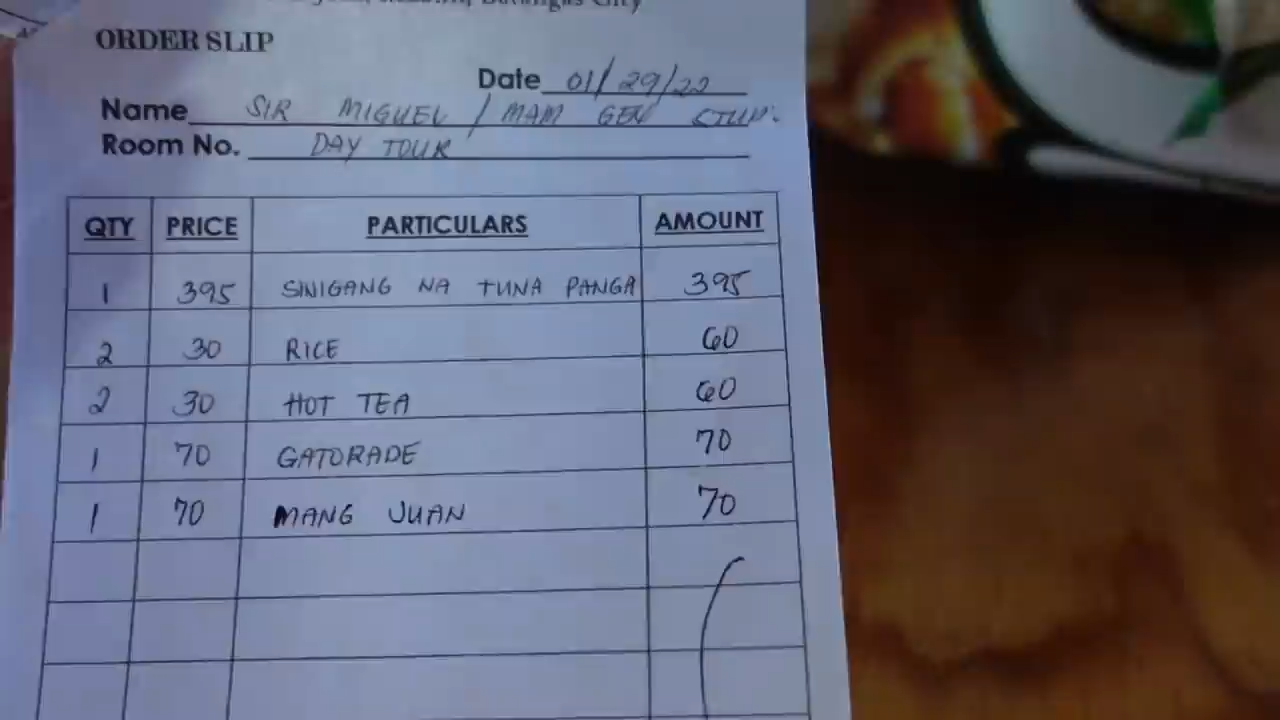 Batangas City
ORDER SLIP
Date 01/29/22
Name SIR MIGUEL / MAM GEN
Room No. DAY TOUR
QTY PRICE PARTICULARS AMOUNT
1 395 SINIGANG NA TUNA PANGA 395
2 30 RICE 60
2 30 HOT TEA 60
1 70 GATORADE 70
1 70 MANG JUAN 70